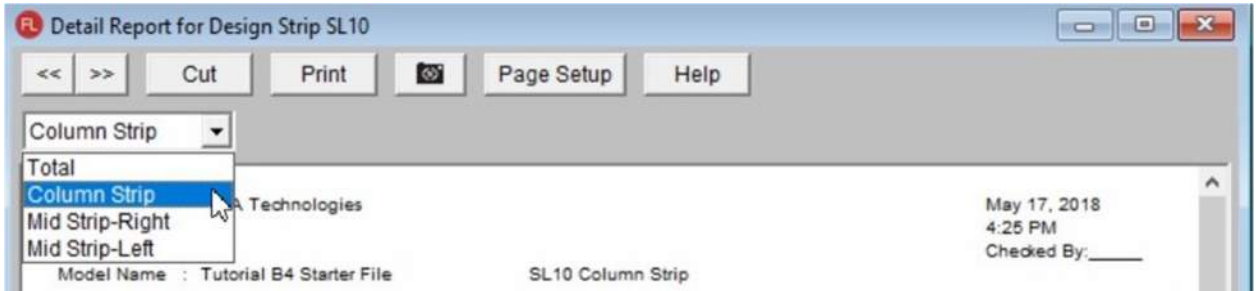 FL Detail Report for Design Strip SL10
<< >> Cut Print Page Setup Help
Column Strip
Total
Column Strip
A Technologies May 17, 2018
Mid Strip-Right
4:25 PM
Mid Strip-Left
Checked By:_____
Model Name : Tutorial B4 Starter File SL10 Column Strip